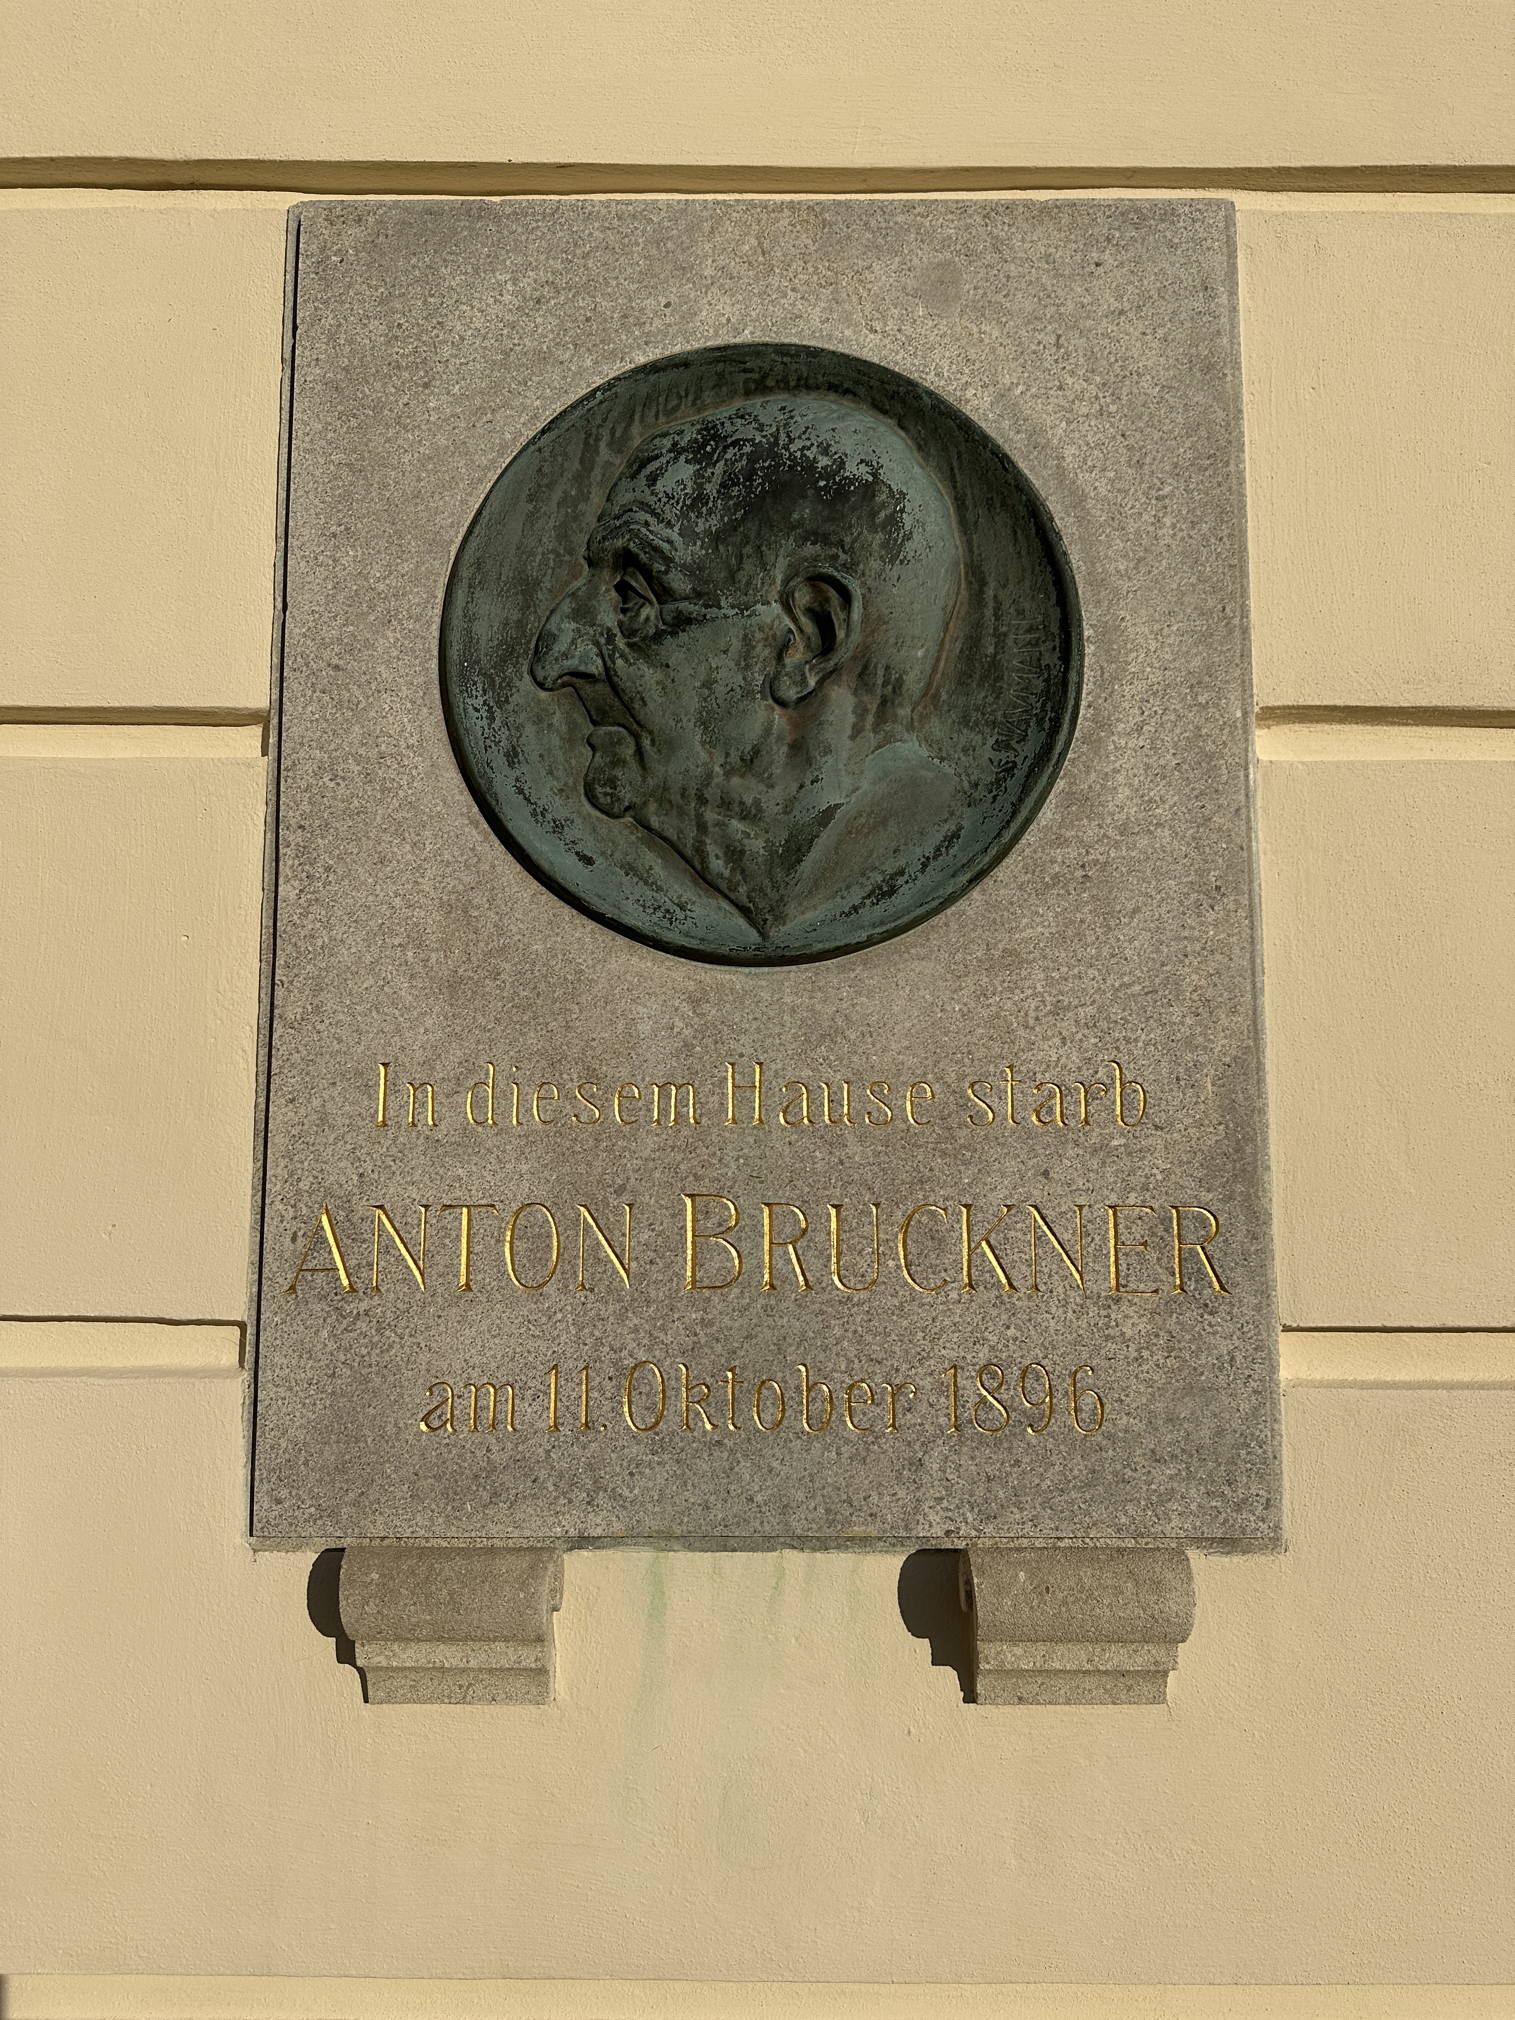 In diesem Hause starb
ANTON BRUCKNER
am 11. Oktober 1896